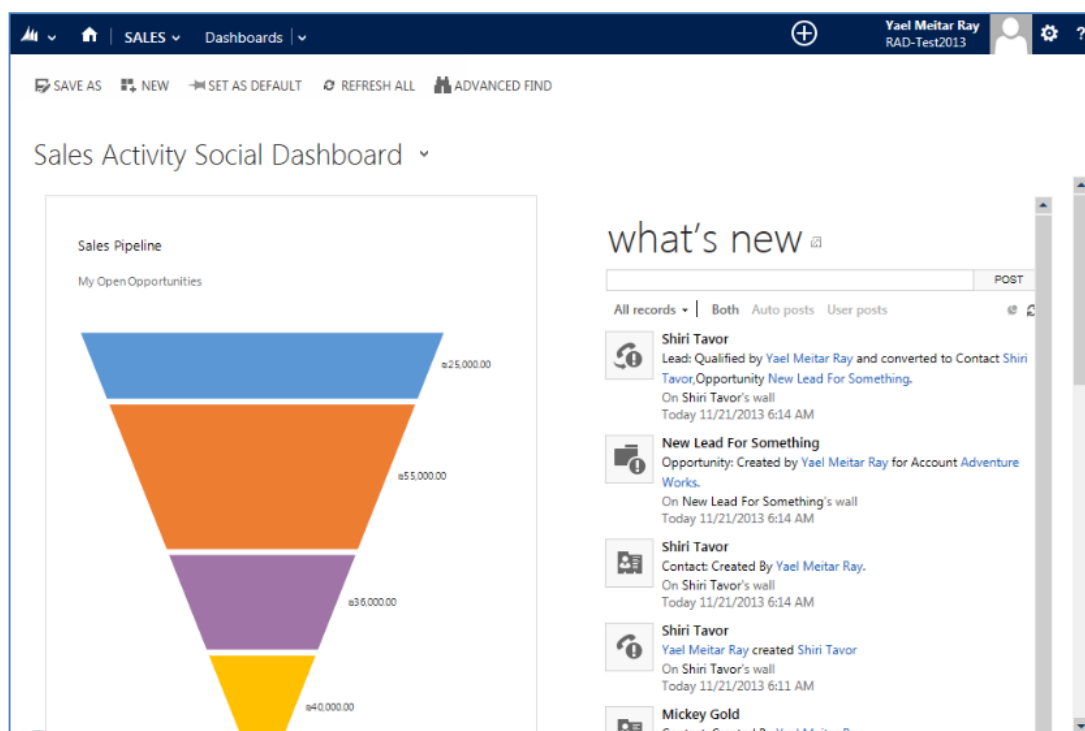 SALES Dashboards Yael Meitar Ray
RAD-Test2013
?
SAVE AS NEW SET AS DEFAULT REFRESH ALL ADVANCED FIND
Sales Activity Social Dashboard
Sales Pipeline
My Open Opportunities
₪25,000.00
₪55,000.00
₪36,000.00
₪40,000.00
what's new
POST
All records Both Auto posts User posts
Shiri Tavor
Lead: Qualified by Yael Meitar Ray and converted to Contact Shiri
Tavor,Opportunity New Lead For Something.
On Shiri Tavor's wall
Today 11/21/2013 6:14 AM
New Lead For Something
Opportunity: Created by Yael Meitar Ray for Account Adventure
Works.
On New Lead For Something's wall
Today 11/21/2013 6:14 AM
Shiri Tavor
Contact: Created By Yael Meitar Ray.
On Shiri Tavor's wall
Today 11/21/2013 6:14 AM
Shiri Tavor
Yael Meitar Ray created Shiri Tavor
On Shiri Tavor's wall
Today 11/21/2013 6:11 AM
Mickey Gold
Contact: Created By Yael Meitar Ray